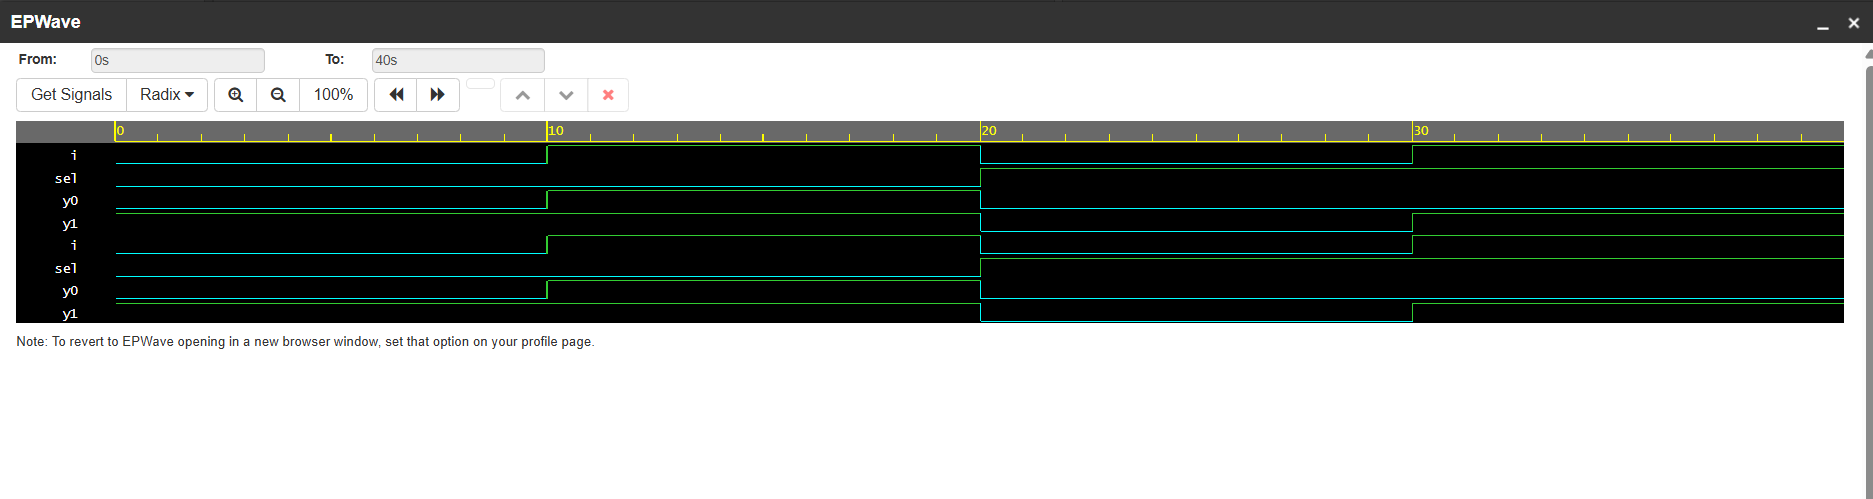 EPWave
From: 0s To: 40s
Get Signals Radix 100%
0 10 20 30
i
sel
y0
y1
i
sel
y0
y1
Note: To revert to EPWave opening in a new browser window, set that option on your profile page.